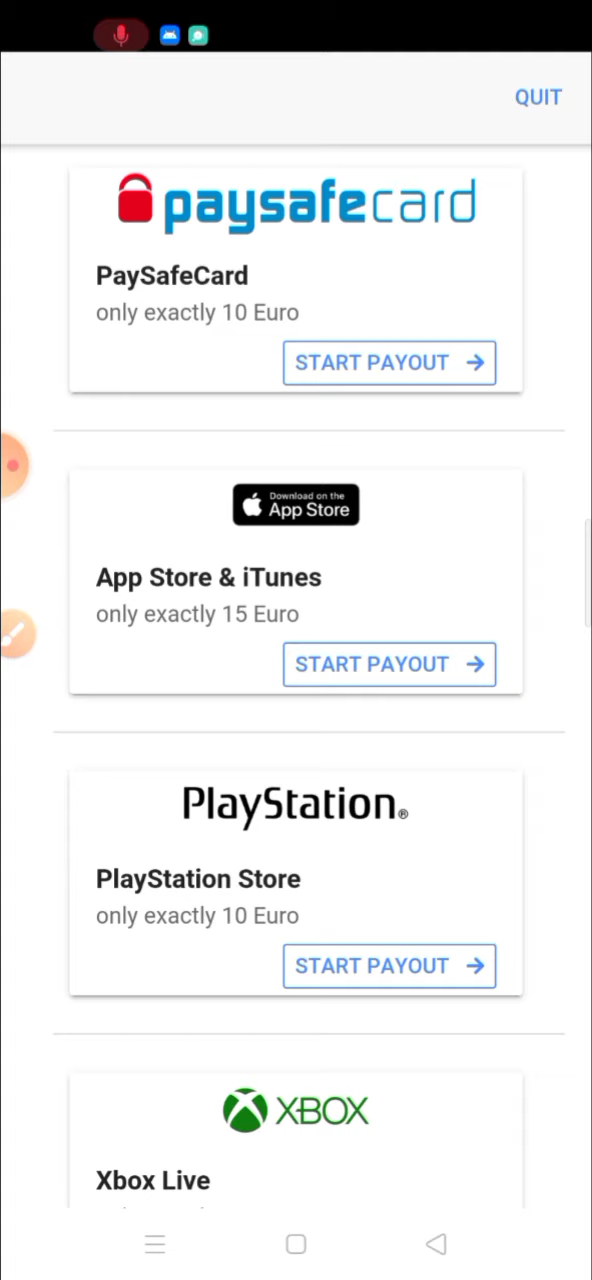 QUIT
paysafecard
PaySafeCard
only exactly 10 Euro
START PAYOUT
Download on the
App Store
App Store & iTunes
only exactly 15 Euro
START PAYOUT
PlayStation®
PlayStation Store
only exactly 10 Euro
START PAYOUT
XBOX
Xbox Live